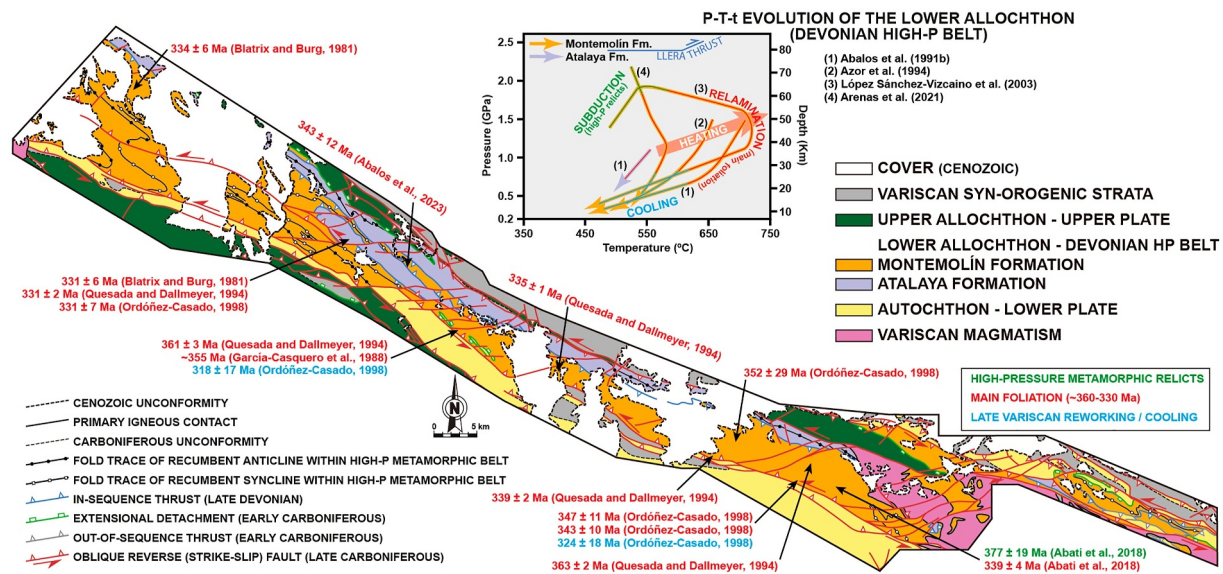 P-T-t EVOLUTION OF THE LOWER ALLOCHTHON
(DEVONIAN HIGH-P BELT)
(1) Abalos et al. (1991b)
(2) Azor et al. (1994)
(3) López Sánchez-Vizcaino et al. (2003)
(4) Arenas et al. (2021)
Montemolín Fm.
Atalaya Fm.
LLERA THRUST
SUBDUCTION
(high-P relicts)
RELAMINATION
(main foliation)
HEATING
COOLING
(1)
(2)
(3)
(4)
Pressure (GPa)
2.5
2.0
1.5
1.0
0.5
0.2
Depth (Km)
80
70
60
50
40
30
20
10
350
450
550
650
750
Temperature (ºC)
334 ± 6 Ma (Blatrix and Burg, 1981)
343 ± 12 Ma (Abalos et al., 2023)
331 ± 6 Ma (Blatrix and Burg, 1981)
331 ± 2 Ma (Quesada and Dallmeyer, 1994)
331 ± 7 Ma (Ordóñez-Casado, 1998)
361 ± 3 Ma (Quesada and Dallmeyer, 1994)
~355 Ma (García-Casquero et al., 1988)
318 ± 17 Ma (Ordóñez-Casado, 1998)
335 ± 1 Ma (Quesada and Dallmeyer, 1994)
352 ± 29 Ma (Ordóñez-Casado, 1998)
339 ± 2 Ma (Quesada and Dallmeyer, 1994)
347 ± 11 Ma (Ordóñez-Casado, 1998)
343 ± 10 Ma (Ordóñez-Casado, 1998)
324 ± 18 Ma (Ordóñez-Casado, 1998)
363 ± 2 Ma (Quesada and Dallmeyer, 1994)
377 ± 19 Ma (Abati et al., 2018)
339 ± 4 Ma (Abati et al., 2018)
COVER (CENOZOIC)
VARISCAN SYN-OROGENIC STRATA
UPPER ALLOCHTHON - UPPER PLATE
LOWER ALLOCHTHON - DEVONIAN HP BELT
MONTEMOLÍN FORMATION
ATALAYA FORMATION
AUTOCHTHON - LOWER PLATE
VARISCAN MAGMATISM
HIGH-PRESSURE METAMORPHIC RELICTS
MAIN FOLIATION (~360-330 Ma)
LATE VARISCAN REWORKING / COOLING
N
0 5 km
CENOZOIC UNCONFORMITY
PRIMARY IGNEOUS CONTACT
CARBONIFEROUS UNCONFORMITY
FOLD TRACE OF RECUMBENT ANTICLINE WITHIN HIGH-P METAMORPHIC BELT
FOLD TRACE OF RECUMBENT SYNCLINE WITHIN HIGH-P METAMORPHIC BELT
IN-SEQUENCE THRUST (LATE DEVONIAN)
EXTENSIONAL DETACHMENT (EARLY CARBONIFEROUS)
OUT-OF-SEQUENCE THRUST (EARLY CARBONIFEROUS)
OBLIQUE REVERSE (STRIKE-SLIP) FAULT (LATE CARBONIFEROUS)